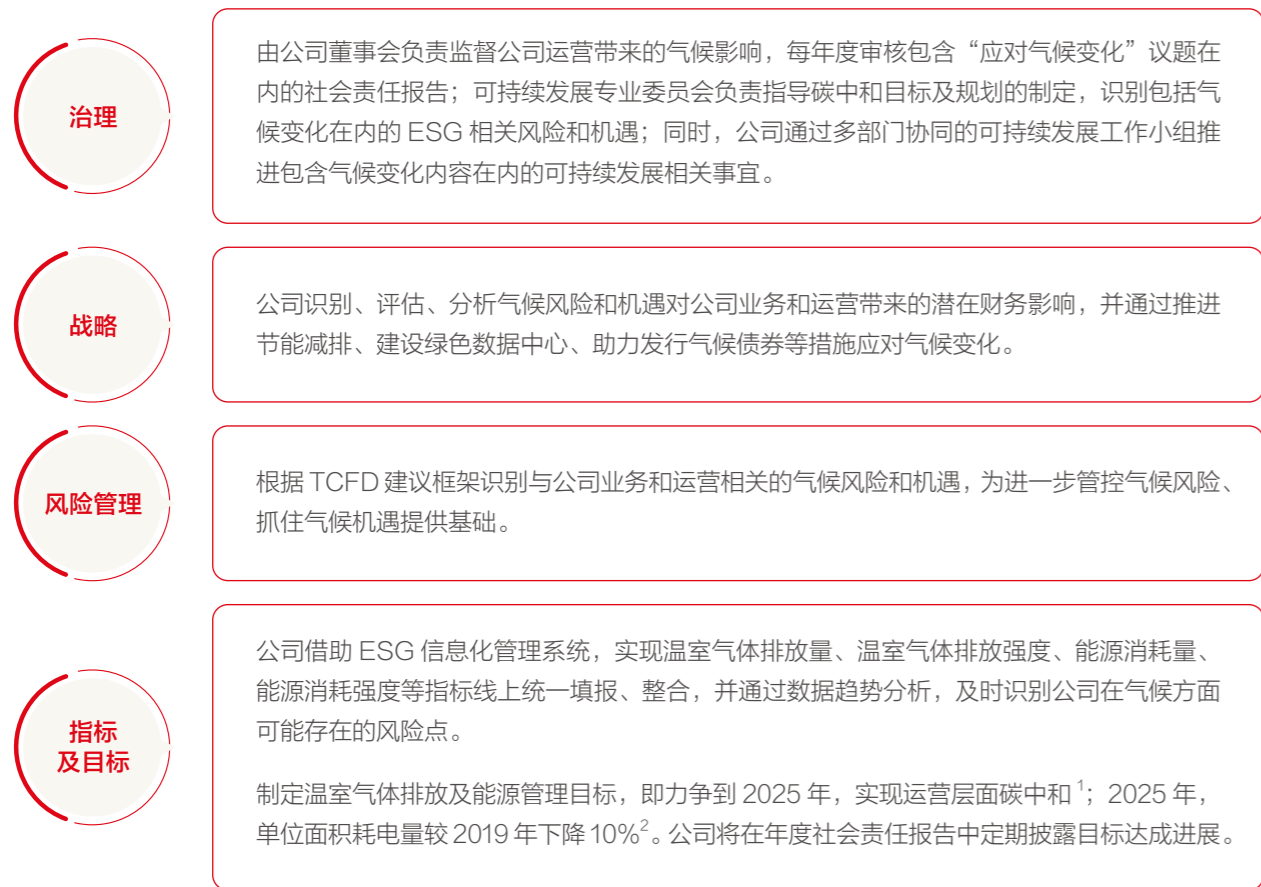 治理
由公司董事会负责监督公司运营带来的气候影响，每年度审核包含“应对气候变化”议题在
内的社会责任报告；可持续发展专业委员会负责指导碳中和目标及规划的制定，识别包括气
候变化在内的 ESG 相关风险和机遇；同时，公司通过多部门协同的可持续发展工作小组推
进包含气候变化内容在内的可持续发展相关事宜。
战略
公司识别、评估、分析气候风险和机遇对公司业务和运营带来的潜在财务影响，并通过推进
节能减排、建设绿色数据中心、助力发行气候债券等措施应对气候变化。
风险管理
根据 TCFD 建议框架识别与公司业务和运营相关的气候风险和机遇，为进一步管控气候风险、
抓住气候机遇提供基础。
指标
及目标
公司借助 ESG 信息化管理系统，实现温室气体排放量、温室气体排放强度、能源消耗量、
能源消耗强度等指标线上统一填报、整合，并通过数据趋势分析，及时识别公司在气候方面
可能存在的风险点。
制定温室气体排放及能源管理目标，即力争到 2025 年，实现运营层面碳中和¹；2025 年，
单位面积耗电量较 2019 年下降 10%²。公司将在年度社会责任报告中定期披露目标达成进展。